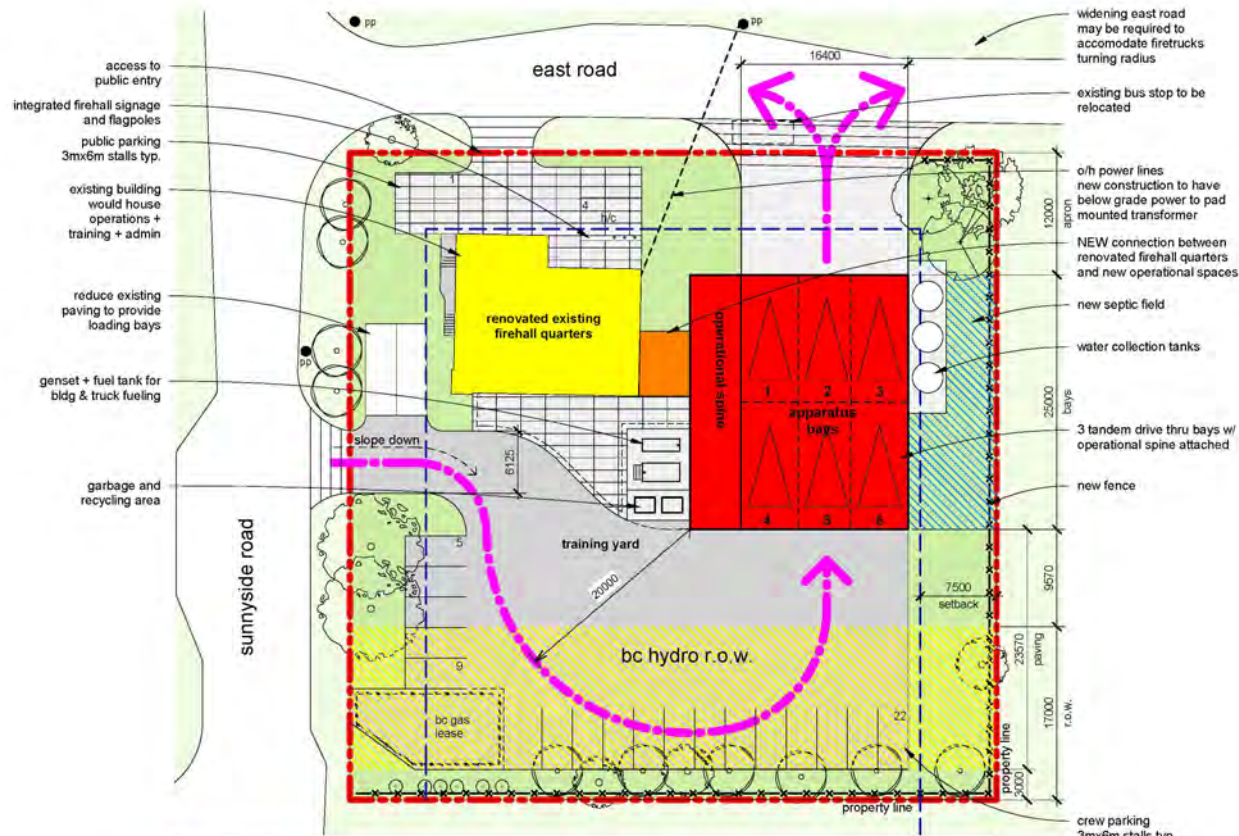 pp
pp
widening east road
may be required to
accomodate firetrucks
turning radius
16400
east road
access to
public entry
existing bus stop to be
relocated
integrated firehall signage
and flagpoles
public parking
3mx6m stalls typ.
o/h power lines
new construction to have
below grade power to pad
mounted transformer
existing building
would house
operations +
training + admin
1
4
h/c
12000
apron
NEW connection between
renovated firehall quarters
and new operational spaces
reduce existing
paving to provide
loading bays
renovated existing
firehall quarters
operational spine
new septic field
pp
water collection tanks
genset + fuel tank for
bldg & truck fueling
1
2
3
apparatus
bays
25000
bays
3 tandem drive thru bays w/
operational spine attached
slope down
6125
garbage and
recycling area
new fence
4
5
6
sunnyside road
5
training yard
20000
9570
7500
setback
23570
paving
bc hydro r.o.w.
9
17000
r.o.w.
bc gas
lease
22
property line
3000
property line
crew parking
3mx6m stalls typ.